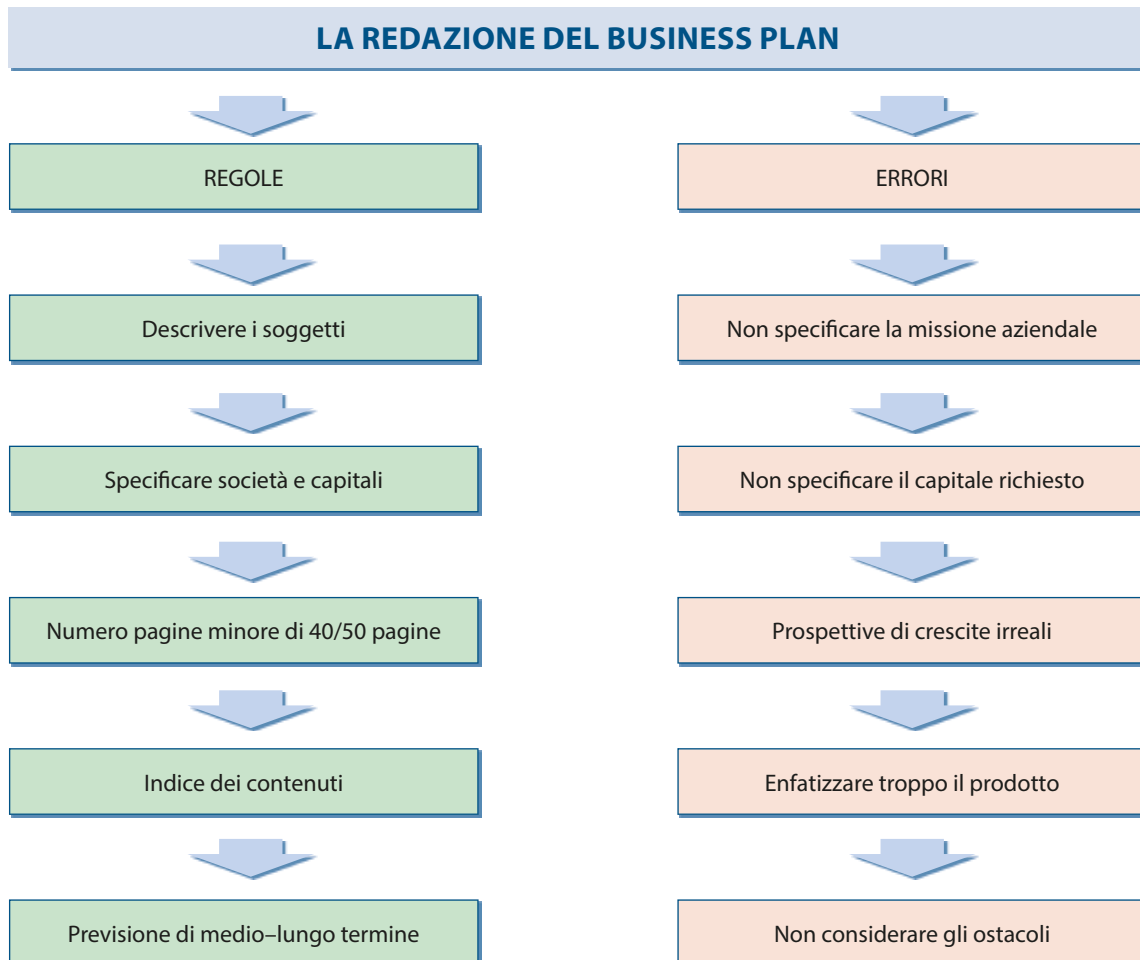 LA REDAZIONE DEL BUSINESS PLAN
REGOLE
ERRORI
Descrivere i soggetti
Non specificare la missione aziendale
Specificare società e capitali
Non specificare il capitale richiesto
Numero pagine minore di 40/50 pagine
Prospettive di crescite irreali
Indice dei contenuti
Enfatizzare troppo il prodotto
Previsione di medio–lungo termine
Non considerare gli ostacoli